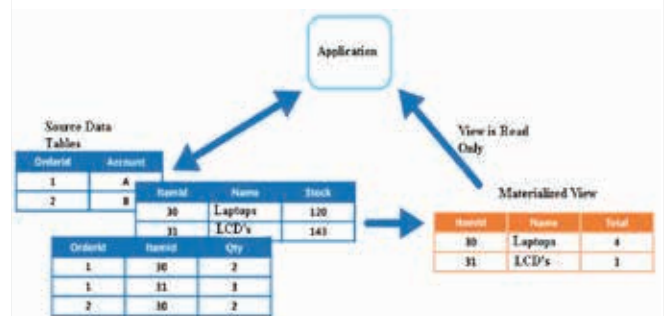 Application
Source Data
Tables
View is Read
Only
OrderId Account
1 A
2 B
Materialized View
ItemId Name Stock
30 Laptops 120
31 LCD's 143
ItemId Name Total
30 Laptops 4
31 LCD's 3
OrderId ItemId Qty
1 30 2
1 31 3
2 30 2